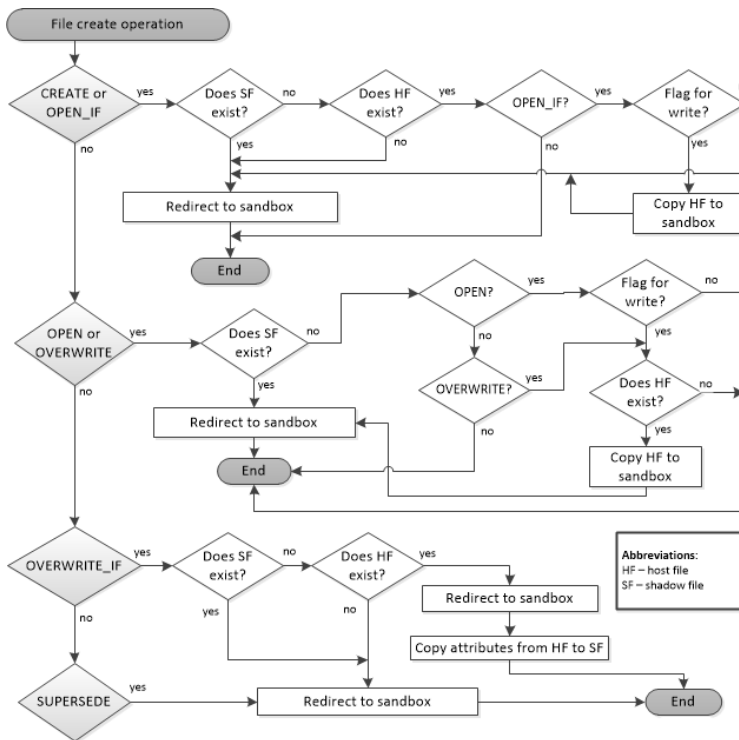 File create operation
CREATE or
OPEN_IF
yes
Does SF
exist?
no
Does HF
exist?
yes
OPEN_IF?
yes
Flag for
write?
no
yes
no
no
yes
Redirect to sandbox
Copy HF to
sandbox
End
OPEN or
OVERWRITE
yes
Does SF
exist?
no
OPEN?
yes
Flag for
write?
no
no
yes
no
yes
OVERWRITE?
yes
Does HF
exist?
no
Redirect to sandbox
no
yes
End
Copy HF to
sandbox
OVERWRITE_IF
yes
Does SF
exist?
no
Does HF
exist?
yes
Abbreviations:
HF – host file
SF – shadow file
Redirect to sandbox
no
yes
no
Copy attributes from HF to SF
SUPERSEDE
yes
Redirect to sandbox
End